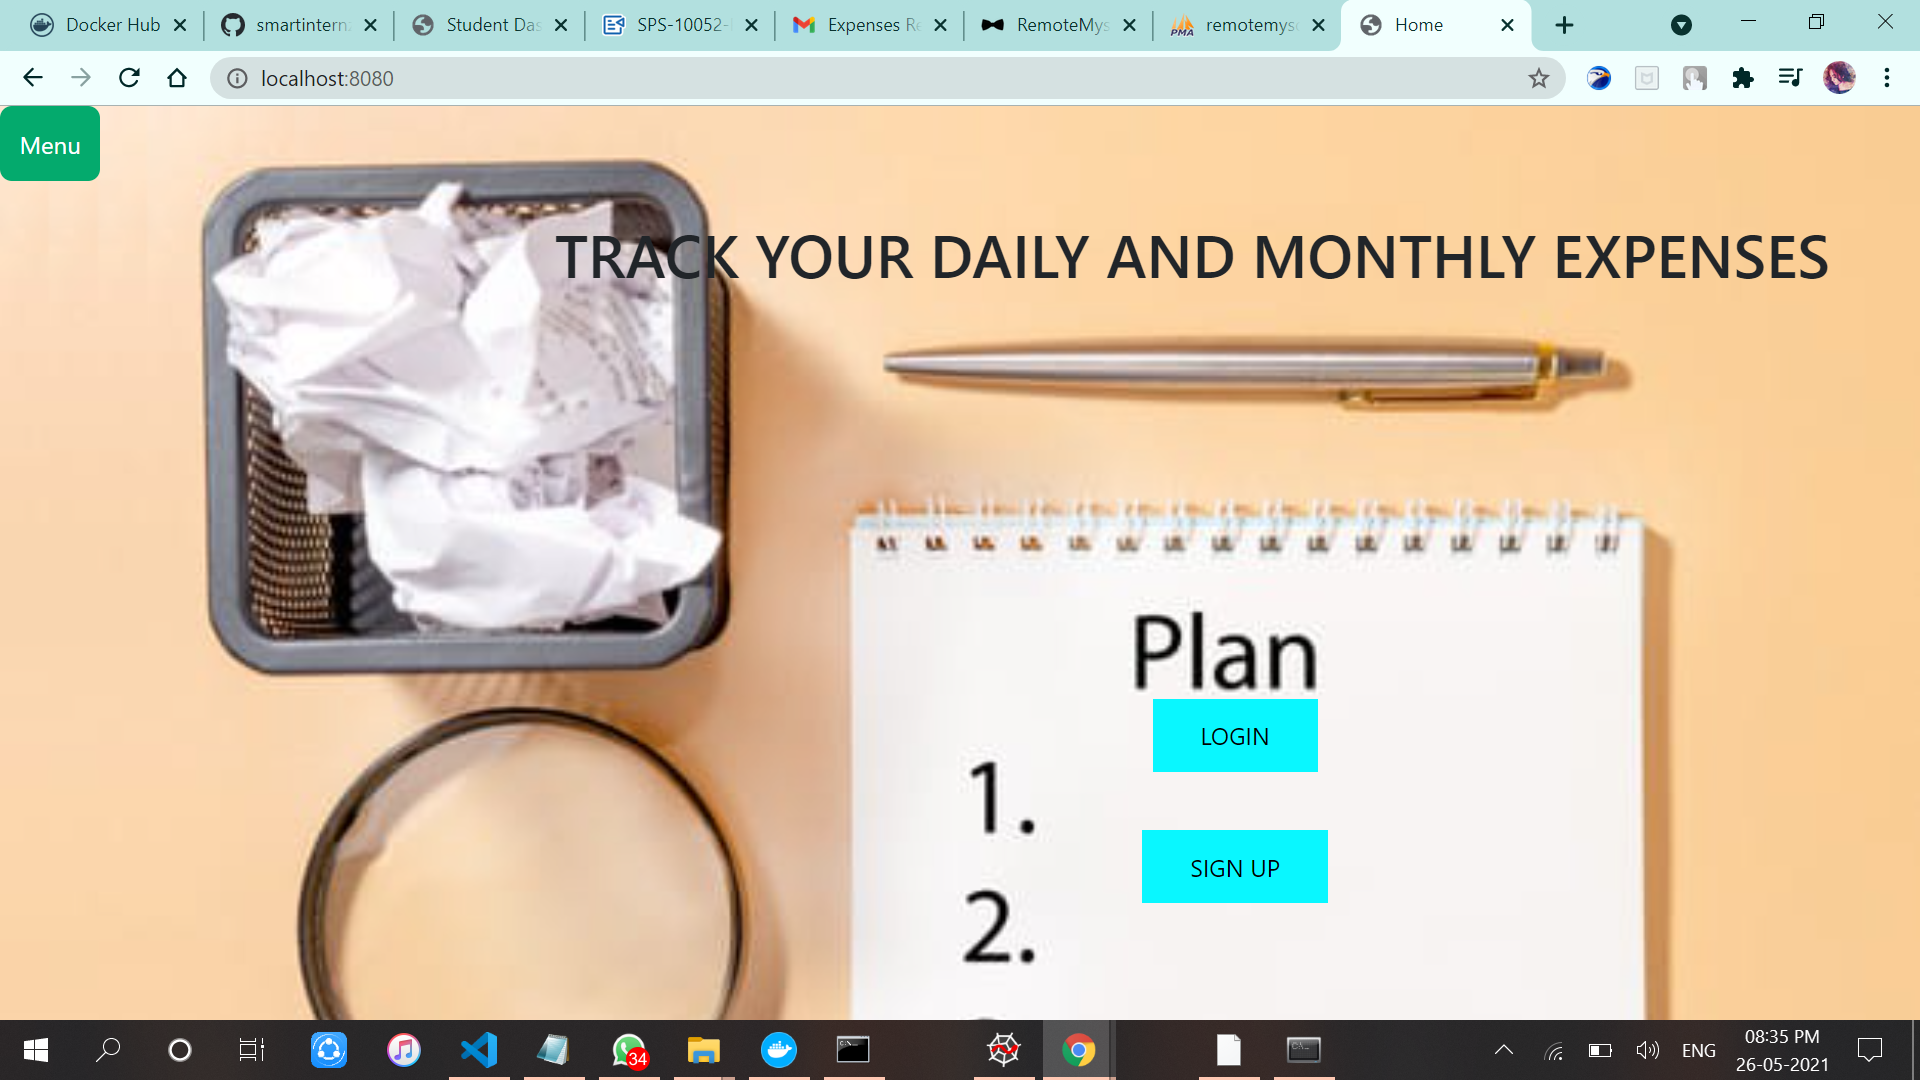 Docker Hub
smartintern
Student Das
SPS-10052-
Expenses Re
RemoteMys
remotemys
Home
localhost:8080
Menu
TRACK YOUR DAILY AND MONTHLY EXPENSES
Plan
LOGIN
1.
SIGN UP
2.
34
ENG
08:35 PM
26-05-2021